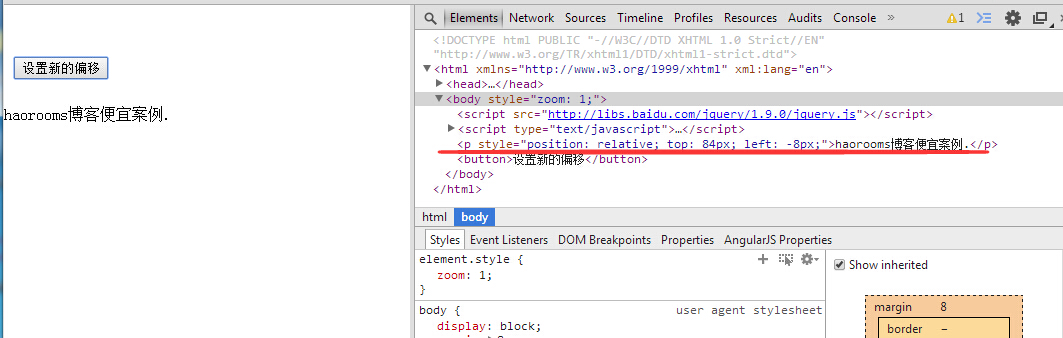 设置新的偏移
haorooms博客便宜案例.
Elements Network Sources Timeline Profiles Resources Audits Console » 1
<!DOCTYPE html PUBLIC "-//W3C//DTD XHTML 1.0 Strict//EN"
"http://www.w3.org/TR/xhtml1/DTD/xhtml1-strict.dtd">
<html xmlns="http://www.w3.org/1999/xhtml" xml:lang="en">
<head>…</head>
<body style="zoom: 1;">
<script src="http://libs.baidu.com/jquery/1.9.0/jquery.js"></script>
<script type="text/javascript">…</script>
<p style="position: relative; top: 84px; left: -8px;">haorooms博客便宜案例.</p>
<button>设置新的偏移</button>
</body>
</html>
html body
Styles Event Listeners DOM Breakpoints Properties AngularJS Properties
element.style {
zoom: 1;
}
body { user agent stylesheet
display: block;
Show inherited
margin 8
border –